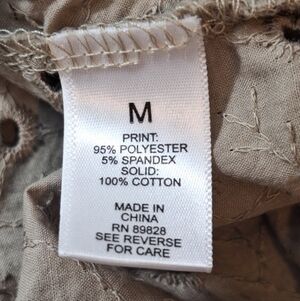 M
PRINT:
95% POLYESTER
5% SPANDEX
SOLID:
100% COTTON
MADE IN
CHINA
RN 89828
SEE REVERSE
FOR CARE